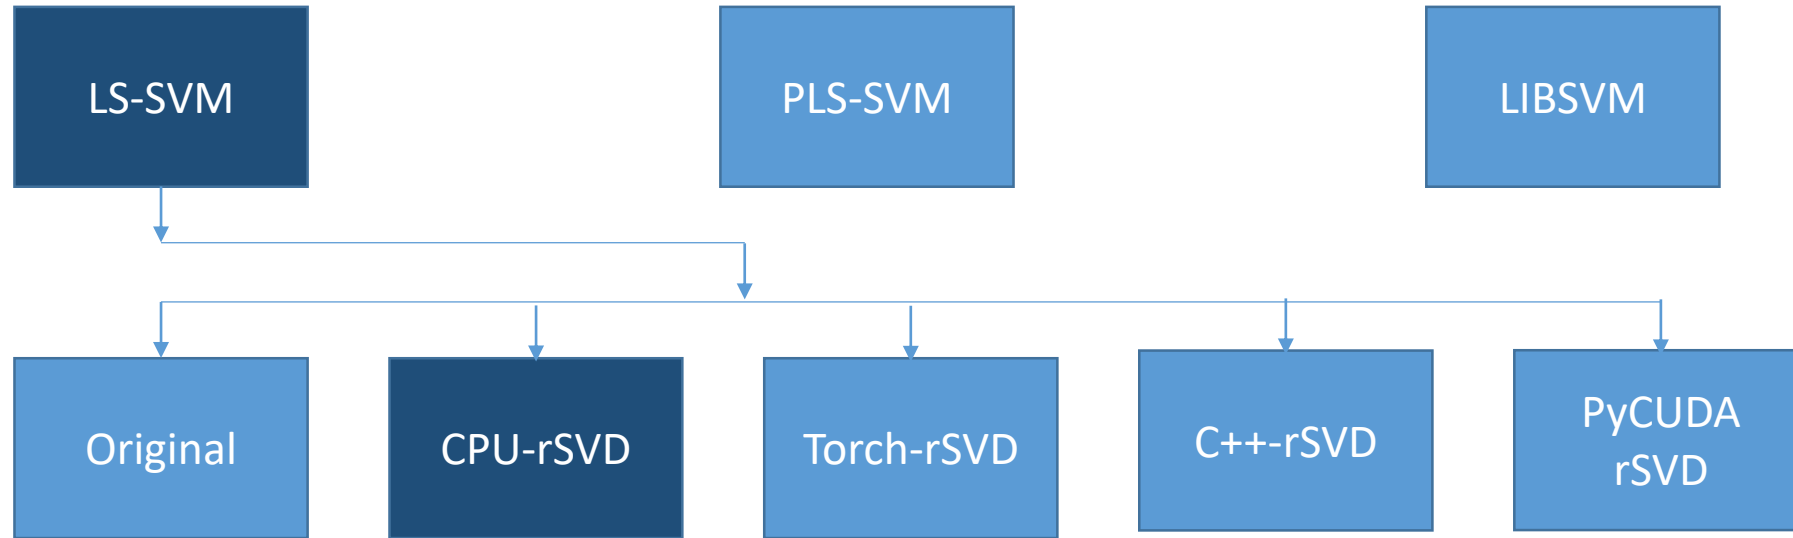 LS-SVM
PLS-SVM
LIBSVM
Original
CPU-rSVD
Torch-rSVD
C++-rSVD
PyCUDA
rSVD